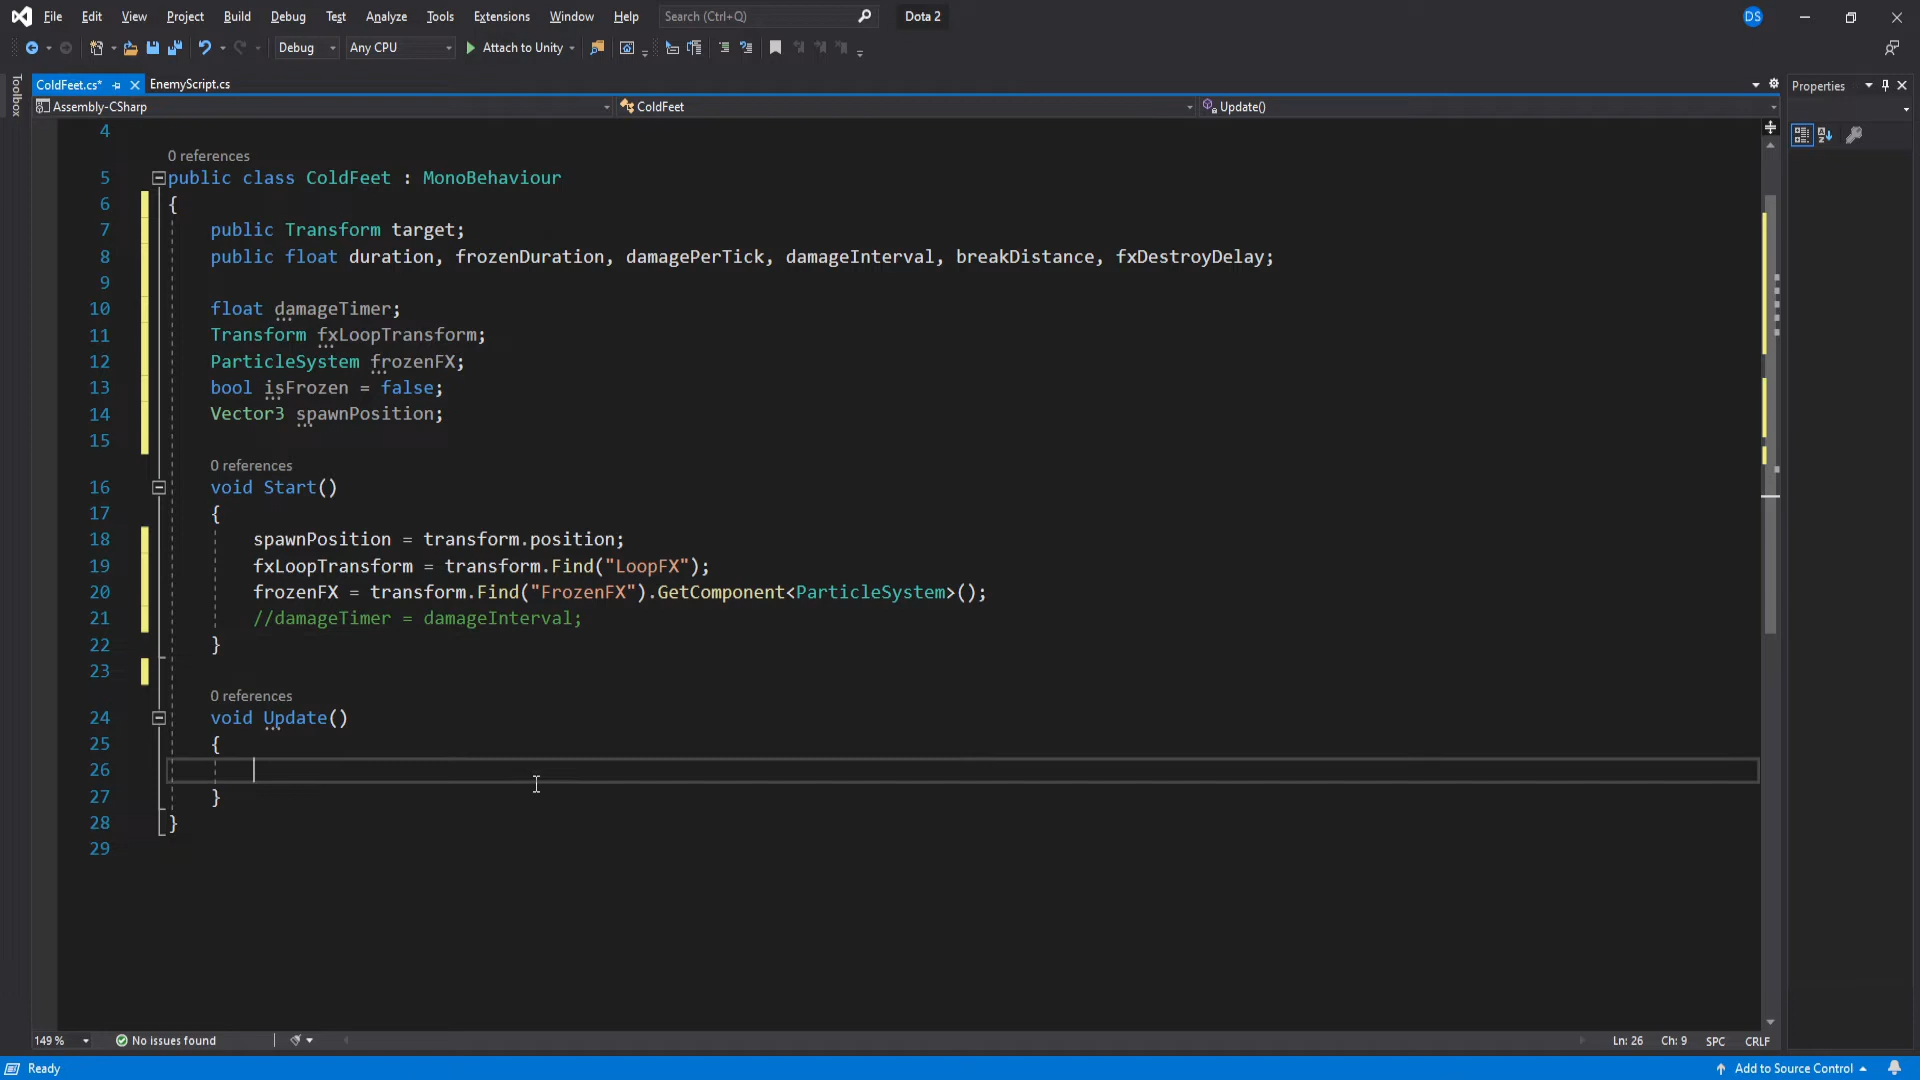 File Edit View Project Build Debug Test Analyze Tools Extensions Window Help Search (Ctrl+Q) Dota 2 DS
Debug Any CPU Attach to Unity
Toolbox
ColdFeet.cs* EnemyScript.cs
Properties
Assembly-CSharp ColdFeet Update()
4
0 references
5 public class ColdFeet : MonoBehaviour
6 {
7 public Transform target;
8 public float duration, frozenDuration, damagePerTick, damageInterval, breakDistance, fxDestroyDelay;
9
10 float damageTimer;
11 Transform fxLoopTransform;
12 ParticleSystem frozenFX;
13 bool isFrozen = false;
14 Vector3 spawnPosition;
15
0 references
16 void Start()
17 {
18 spawnPosition = transform.position;
19 fxLoopTransform = transform.Find("LoopFX");
20 frozenFX = transform.Find("FrozenFX").GetComponent<ParticleSystem>();
21 //damageTimer = damageInterval;
22 }
23
0 references
24 void Update()
25 {
26
27 }
28 }
29
149 % No issues found Ln: 26 Ch: 9 SPC CRLF
Ready Add to Source Control